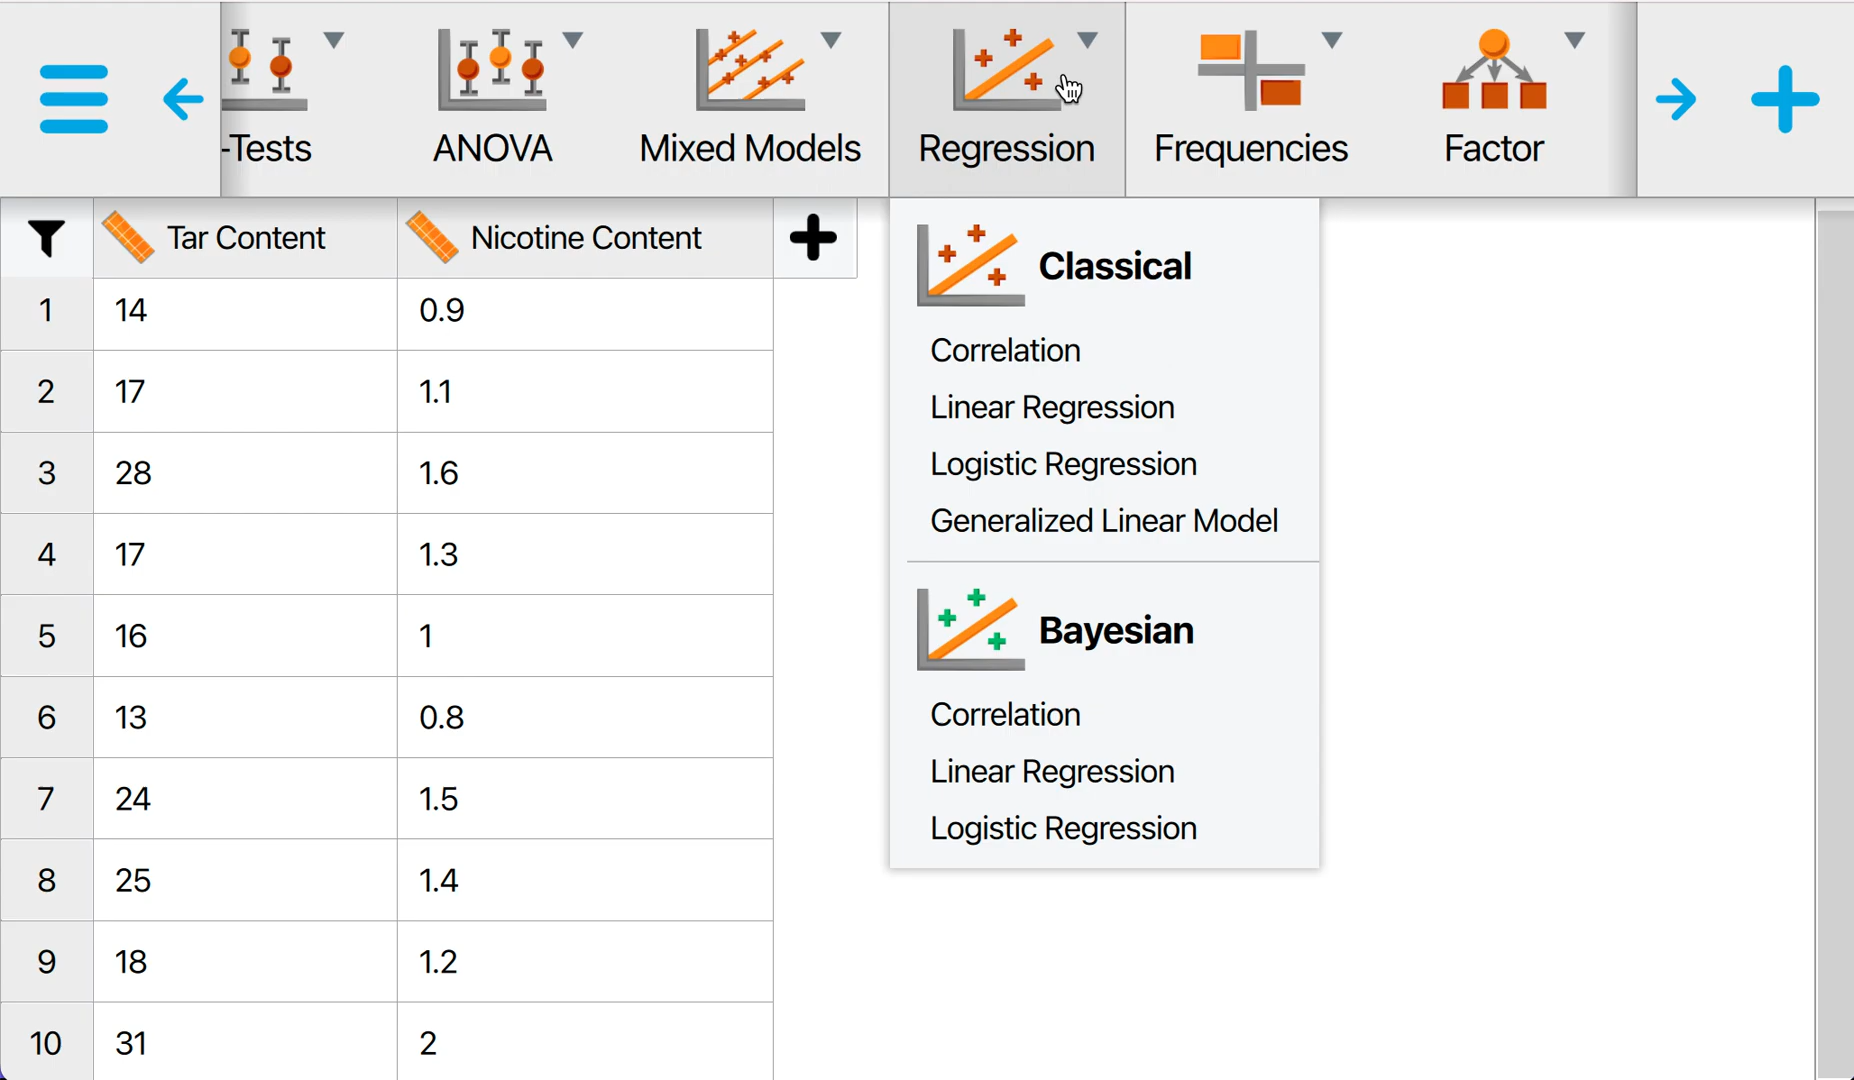 -Tests
ANOVA
Mixed Models
Regression
Frequencies
Factor
Tar Content
Nicotine Content
1 14 0.9
2 17 1.1
3 28 1.6
4 17 1.3
5 16 1
6 13 0.8
7 24 1.5
8 25 1.4
9 18 1.2
10 31 2
Classical
Correlation
Linear Regression
Logistic Regression
Generalized Linear Model
Bayesian
Correlation
Linear Regression
Logistic Regression